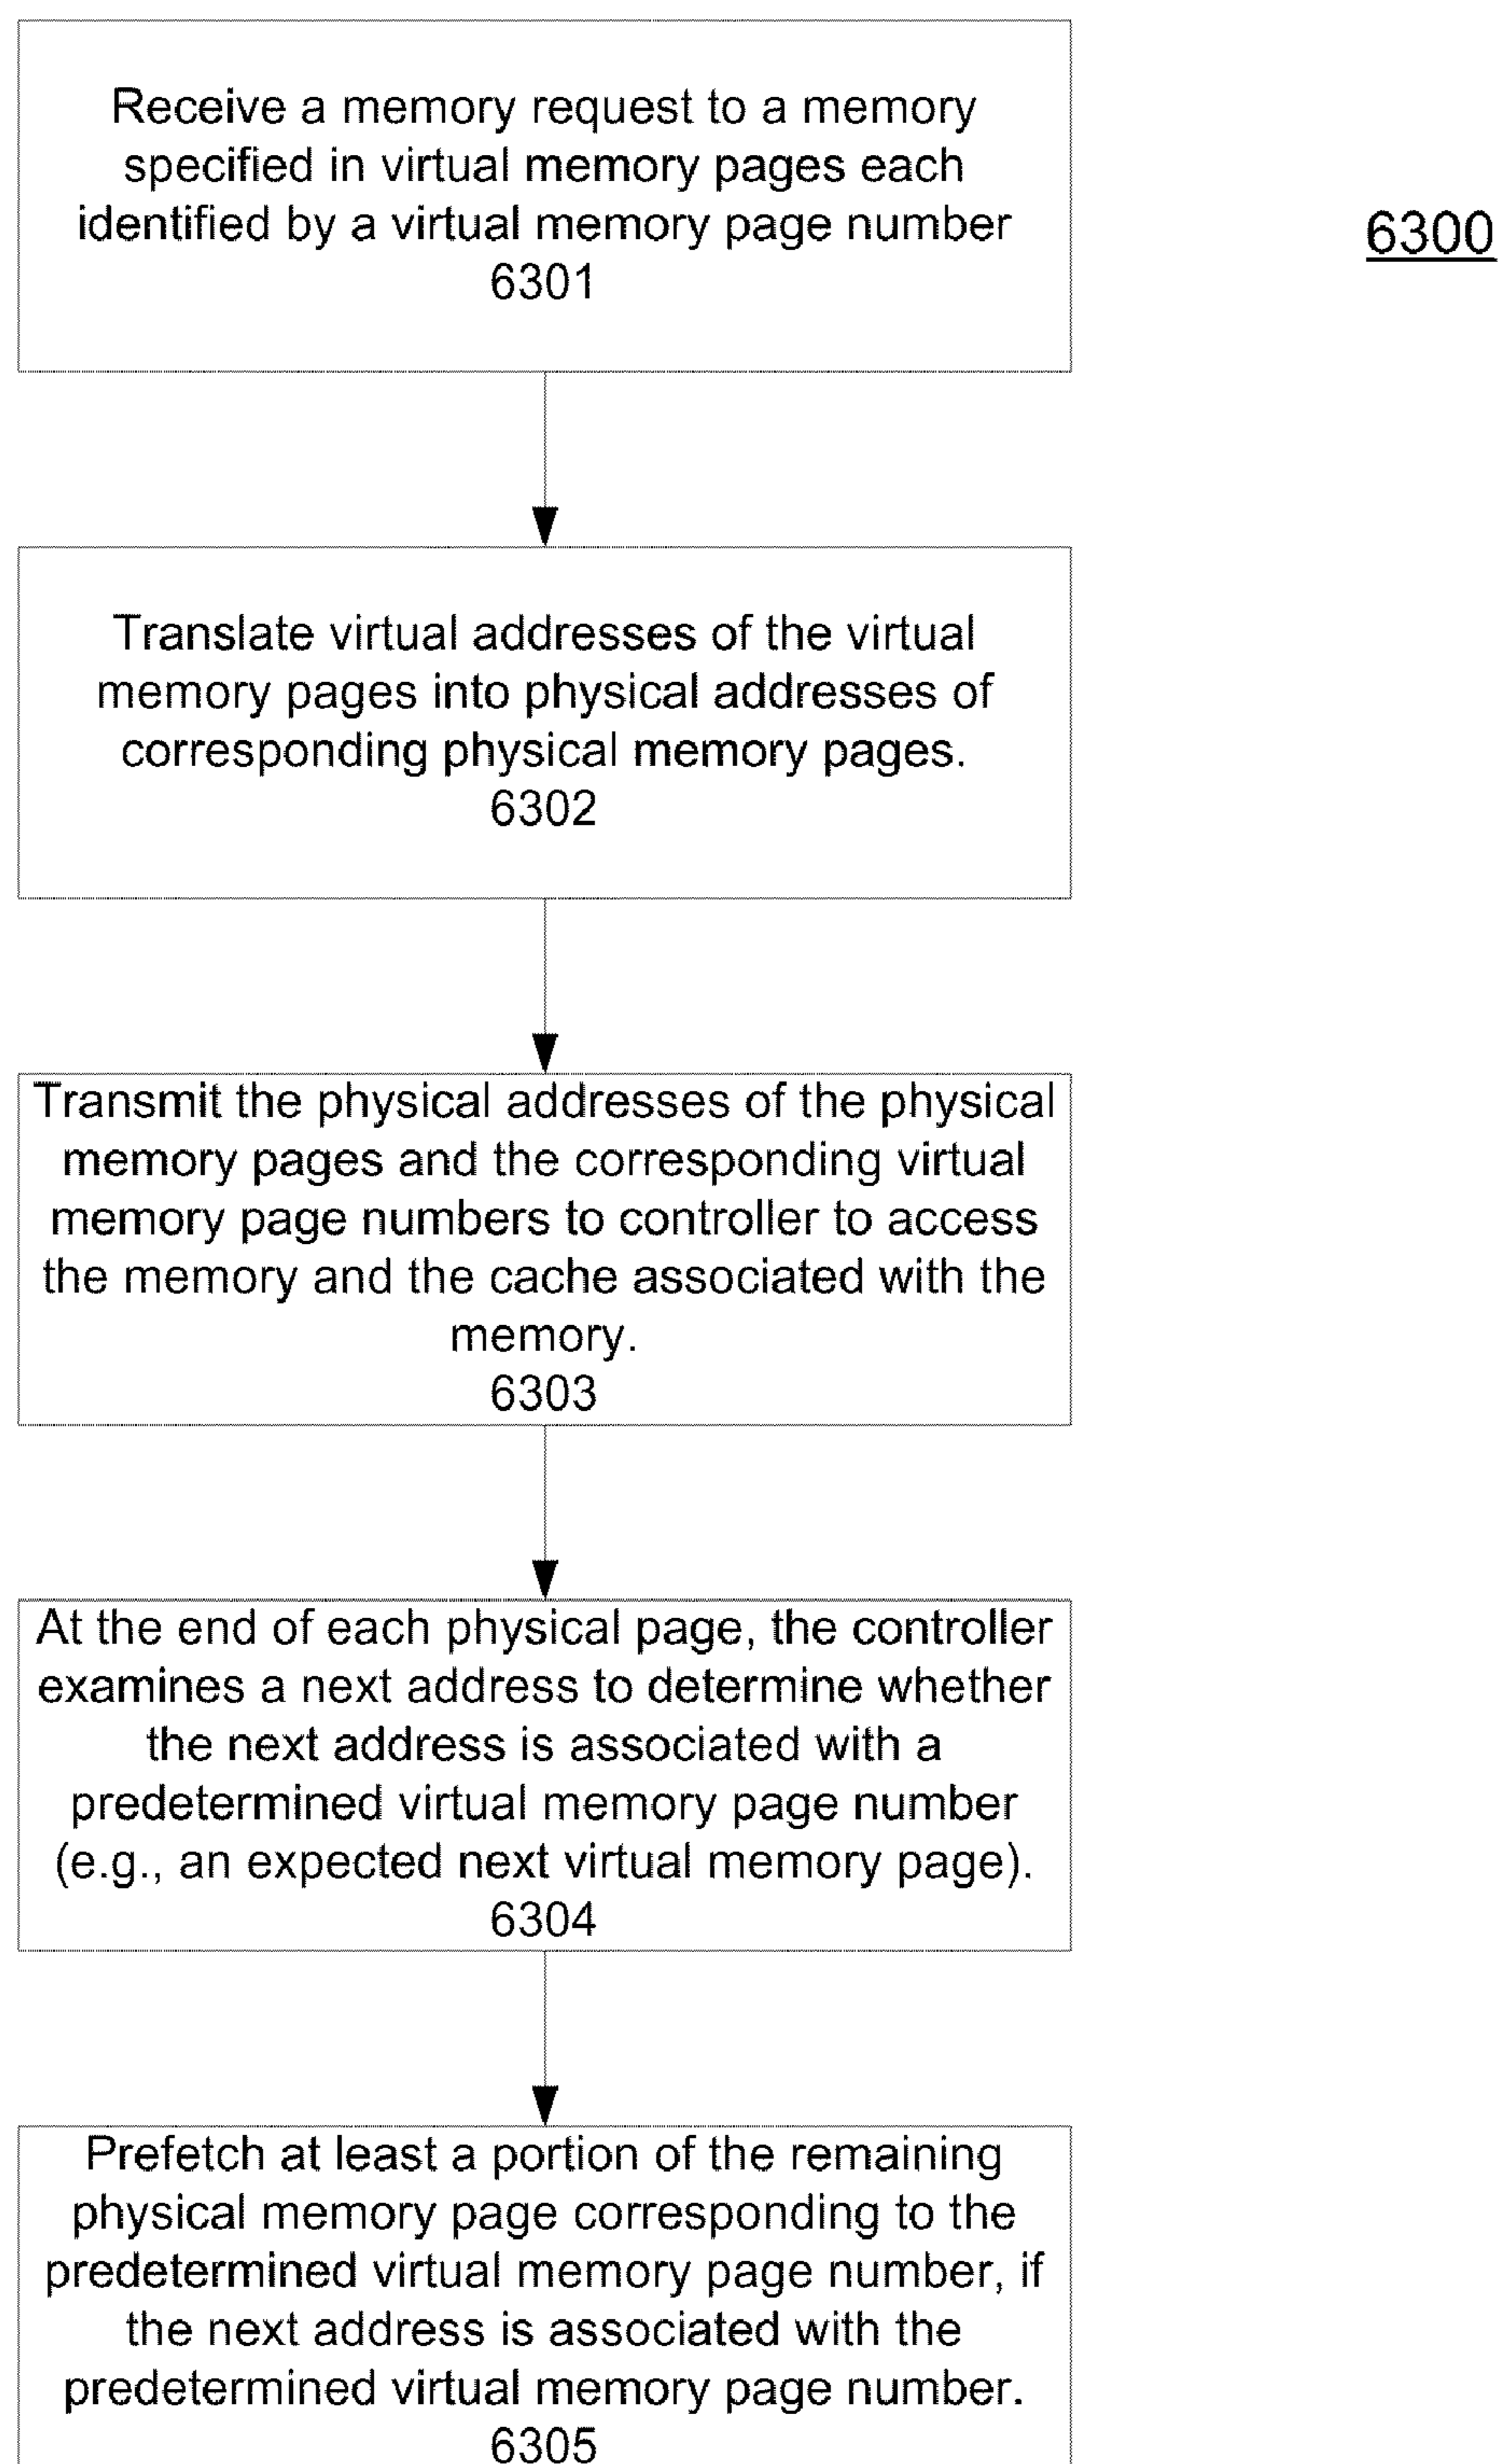 Receive a memory request to a memory
specified in virtual memory pages each
identified by a virtual memory page number
6301
6300
Translate virtual addresses of the virtual
memory pages into physical addresses of
corresponding physical memory pages.
6302
Transmit the physical addresses of the physical
memory pages and the corresponding virtual
memory page numbers to controller to access
the memory and the cache associated with the
memory.
6303
At the end of each physical page, the controller
examines a next address to determine whether
the next address is associated with a
predetermined virtual memory page number
(e.g., an expected next virtual memory page).
6304
Prefetch at least a portion of the remaining
physical memory page corresponding to the
predetermined virtual memory page number, if
the next address is associated with the
predetermined virtual memory page number.
6305